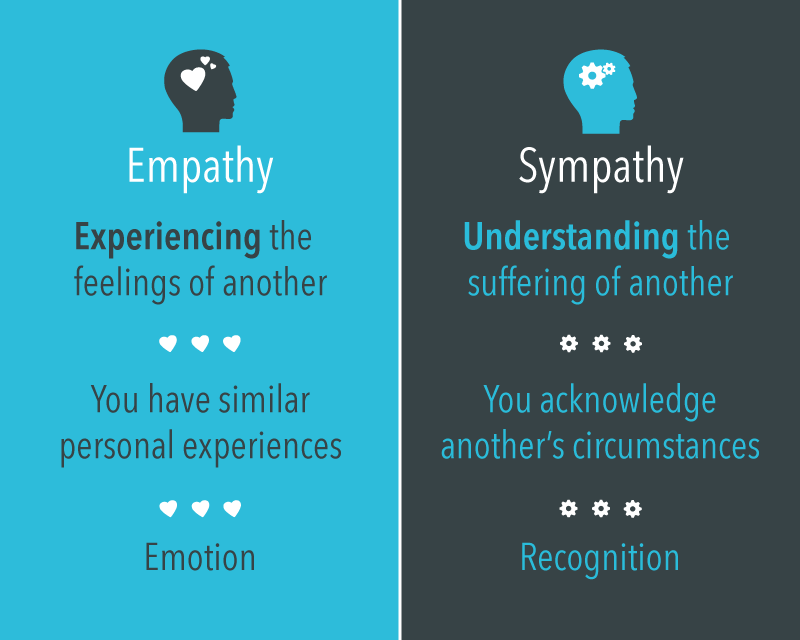 Empathy
Experiencing the
feelings of another
You have similar
personal experiences
Emotion
Sympathy
Understanding the
suffering of another
You acknowledge
another’s circumstances
Recognition